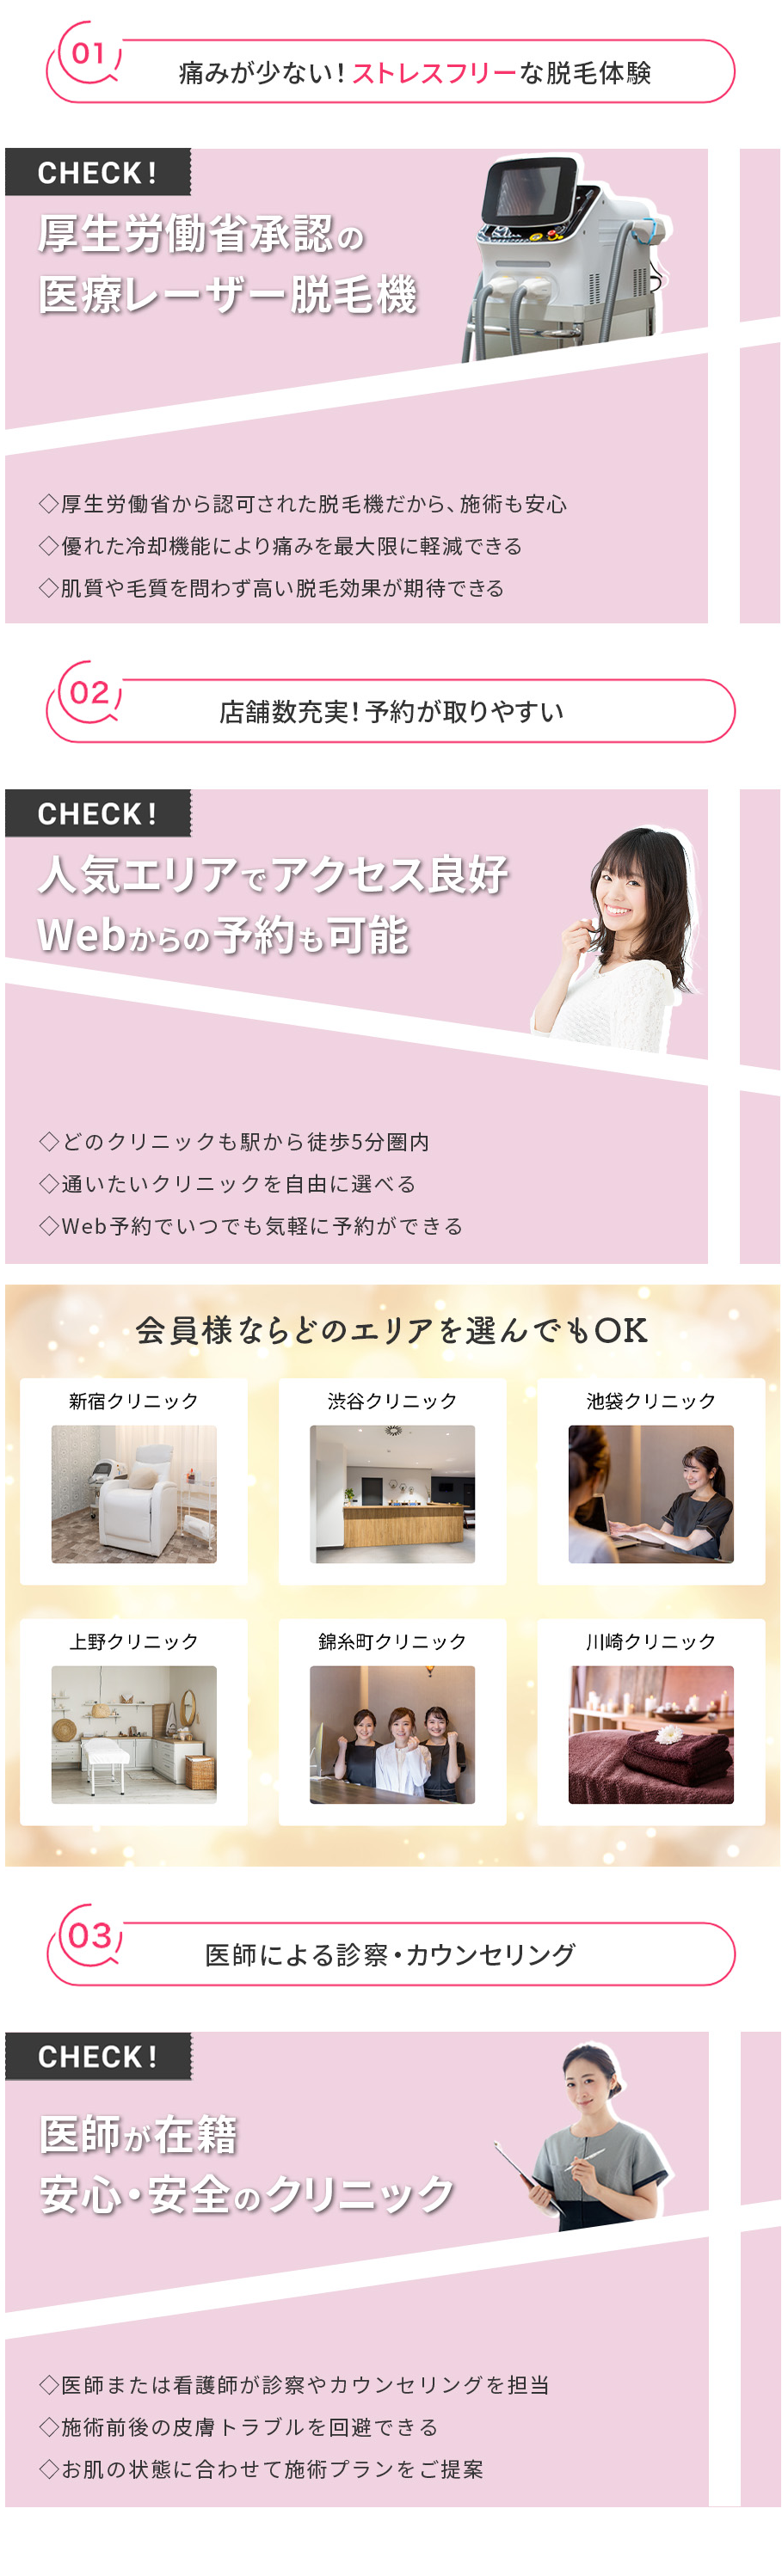 01
痛みが少ない！ストレスフリーな脱毛体験
CHECK！
厚生労働省承認の
医療レーザー脱毛機
◇厚生労働省から認可された脱毛機だから、施術も安心
◇優れた冷却機能により痛みを最大限に軽減できる
◇肌質や毛質を問わず高い脱毛効果が期待できる
02
店舗数充実！予約が取りやすい
CHECK！
人気エリアでアクセス良好
Webからの予約も可能
◇どのクリニックも駅から徒歩5分圏内
◇通いたいクリニックを自由に選べる
◇Web予約でいつでも気軽に予約ができる
会員様ならどのエリアを選んでもOK
新宿クリニック
渋谷クリニック
池袋クリニック
上野クリニック
錦糸町クリニック
川崎クリニック
03
医師による診察・カウンセリング
CHECK！
医師が在籍
安心・安全のクリニック
◇医師または看護師が診察やカウンセリングを担当
◇施術前後の皮膚トラブルを回避できる
◇お肌の状態に合わせて施術プランをご提案